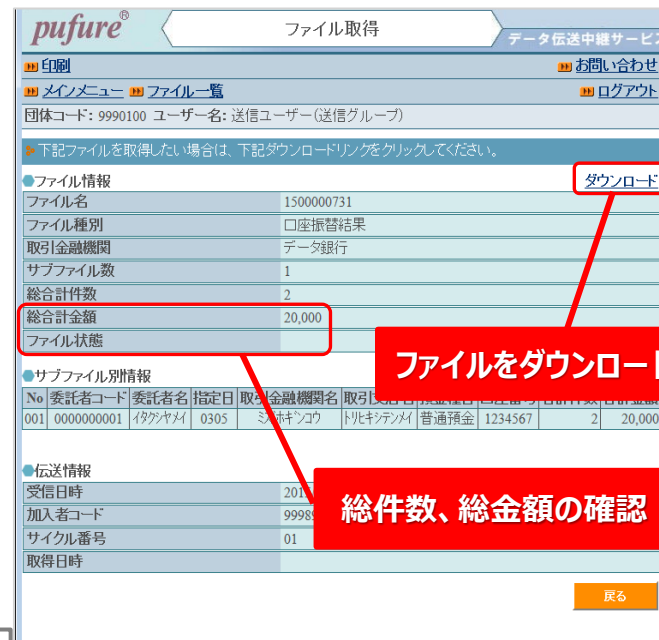 pufure®
ファイル取得
データ伝送中継サービス
印刷
お問い合わせ
メインメニュー ファイル一覧
ログアウト
団体コード: 9990100 ユーザー名: 送信ユーザー(送信グループ)
下記ファイルを取得したい場合は、下記ダウンロードリンクをクリックしてください。
ファイル情報
ダウンロード
ファイル名 1500000731
ファイル種別 口座振替結果
取引金融機関 データ銀行
サブファイル数 1
総合計件数 2
総合計金額 20,000
ファイル状態
ファイルをダウンロード
サブファイル別情報
No 委託者コード 委託者名 指定日 取引金融機関名
001 0000000001 イタクシヤメイ 0305 トリヒキシテンメイ 普通預金 1234567 2 20,000
伝送情報
受信日時 201
加入者コード 9998
サイクル番号 01
取得日時
総件数、総金額の確認
戻る